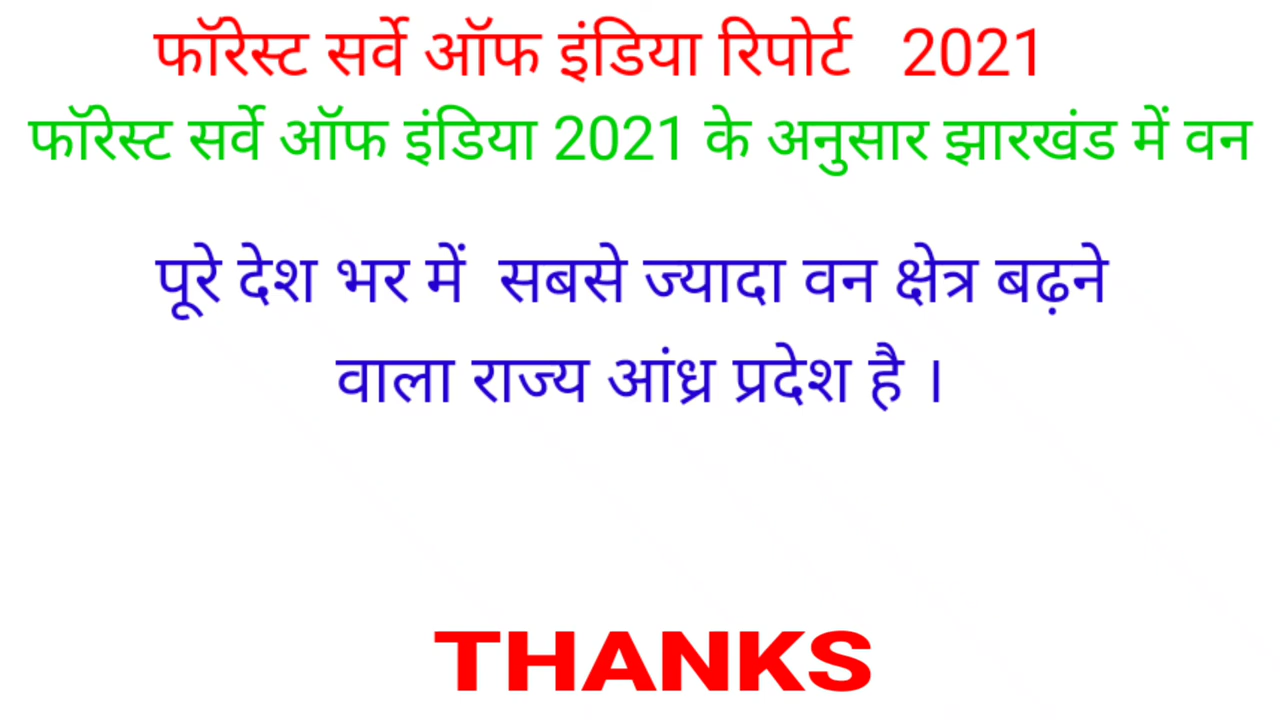 फॉरेस्ट सर्वे ऑफ इंडिया रिपोर्ट 2021
फॉरेस्ट सर्वे ऑफ इंडिया 2021 के अनुसार झारखंड में वन
पूरे देश भर में सबसे ज्यादा वन क्षेत्र बढ़ने
वाला राज्य आंध्र प्रदेश है ।
THANKS